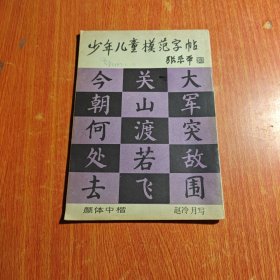 少年儿童模范字帖
大军突敌围
关山渡若飞
今朝何处去
颜体中楷
赵冷月写